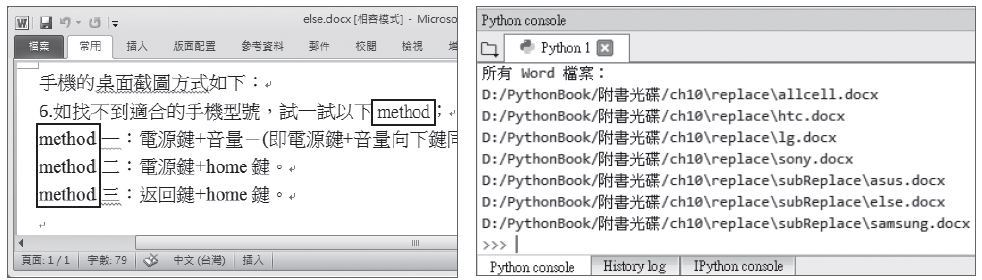 else.docx [相容模式] - Microso
檔案 常用 插入 版面配置 參考資料 郵件 校閱 檢視
手機的桌面截圖方式如下：
6.如找不到適合的手機型號，試一試以下 method；
method 一：電源鍵+音量－(即電源鍵+音量向下鍵同
method 二：電源鍵+home 鍵。
method 三：返回鍵+home 鍵。
頁面: 1 / 1 字數: 79 中文 (台灣) 插入
Python console
Python 1
所有 Word 檔案：
D:/PythonBook/附書光碟/ch10\replace\allcell.docx
D:/PythonBook/附書光碟/ch10\replace\htc.docx
D:/PythonBook/附書光碟/ch10\replace\lg.docx
D:/PythonBook/附書光碟/ch10\replace\sony.docx
D:/PythonBook/附書光碟/ch10\replace\subReplace\asus.docx
D:/PythonBook/附書光碟/ch10\replace\subReplace\else.docx
D:/PythonBook/附書光碟/ch10\replace\subReplace\samsung.docx
>>>
Python console History log IPython console